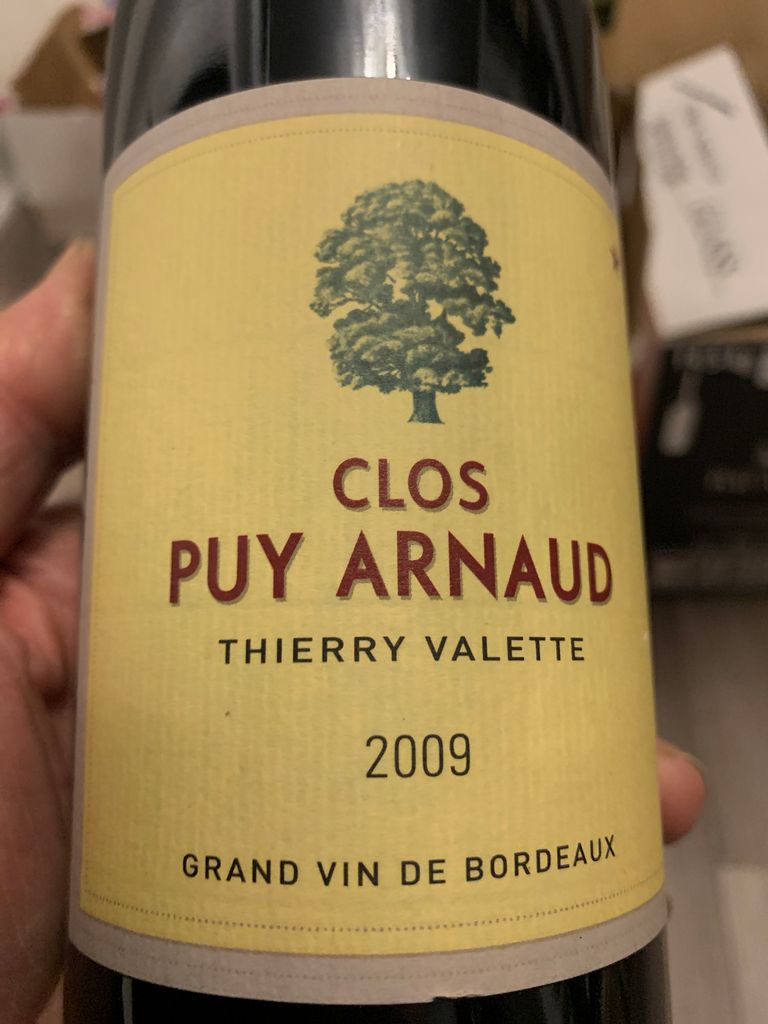 CLOS
PUY ARNAUD
THIERRY VALETTE
2009
GRAND VIN DE BORDEAUX